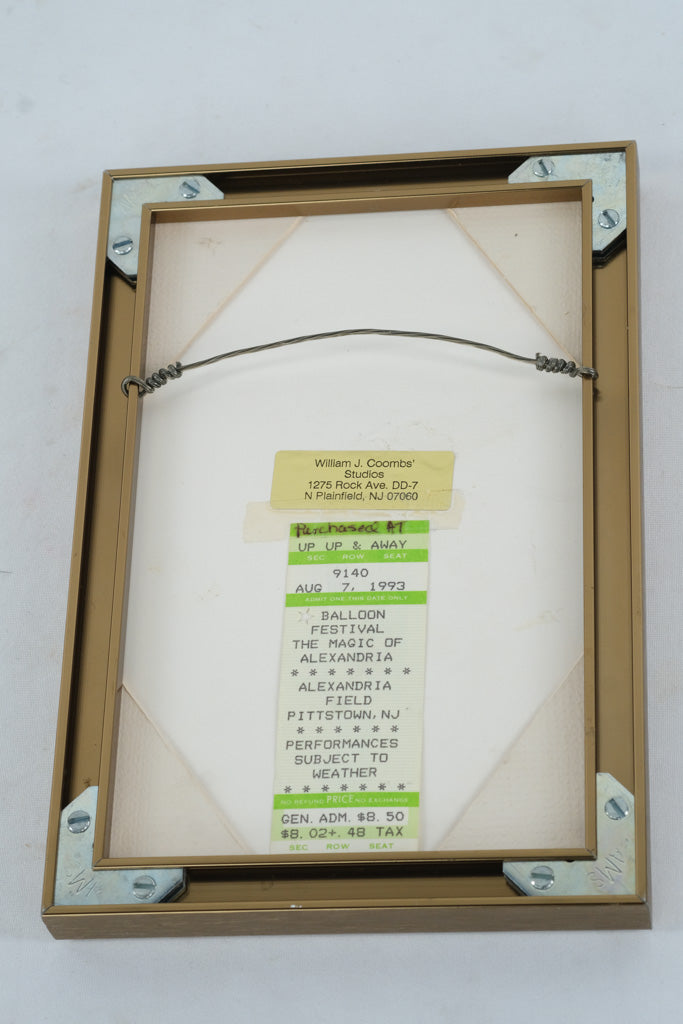 William J. Coombs'
Studios
1275 Rock Ave. DD-7
N Plainfield, NJ 07060
Purchased AT
UP UP & AWAY
SEC ROW SEAT
9140
AUG 7, 1993
ADMIT ONE THIS DATE ONLY
BALLOON
FESTIVAL
THE MAGIC OF
ALEXANDRIA
* * * * * * *
ALEXANDRIA
FIELD
PITTSTOWN, NJ
* * * * * *
PERFORMANCES
SUBJECT TO
WEATHER
* * * * * * *
NO REFUND PRICE NO EXCHANGE
GEN. ADM. $8.50
$8.02+.48 TAX
SEC ROW SEAT